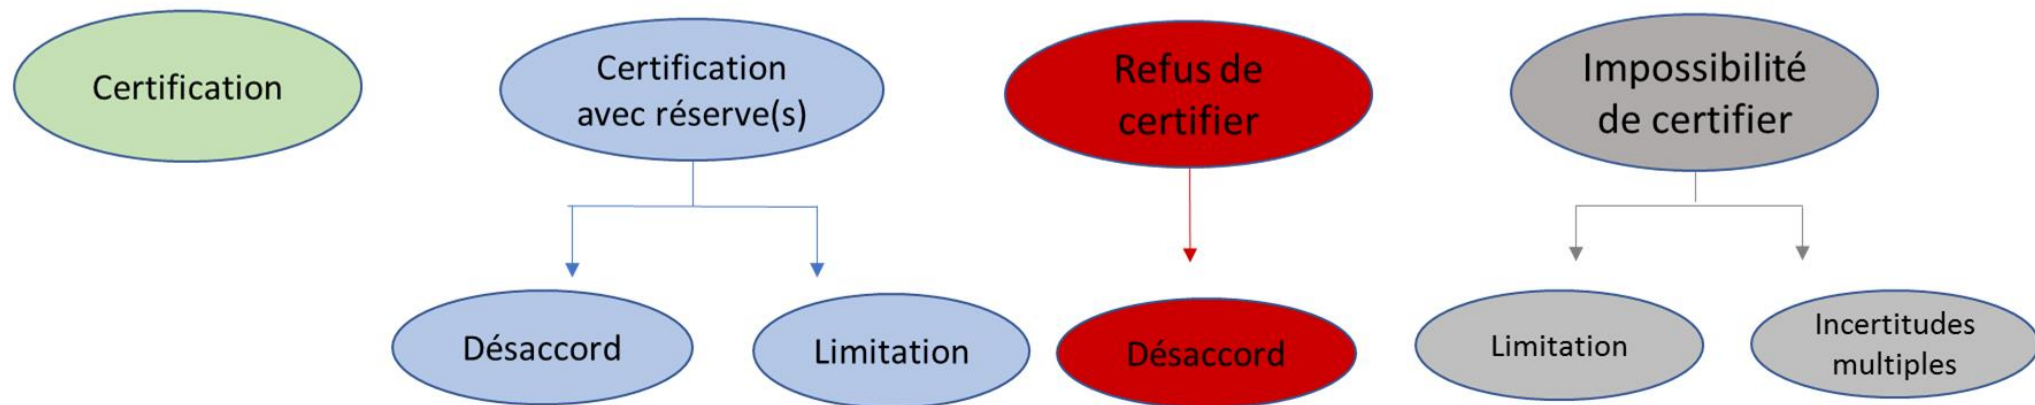 Certification
Certification
avec réserve(s)
Refus de
certifier
Impossibilité
de certifier
Désaccord
Limitation
Désaccord
Limitation
Incertitudes
multiples